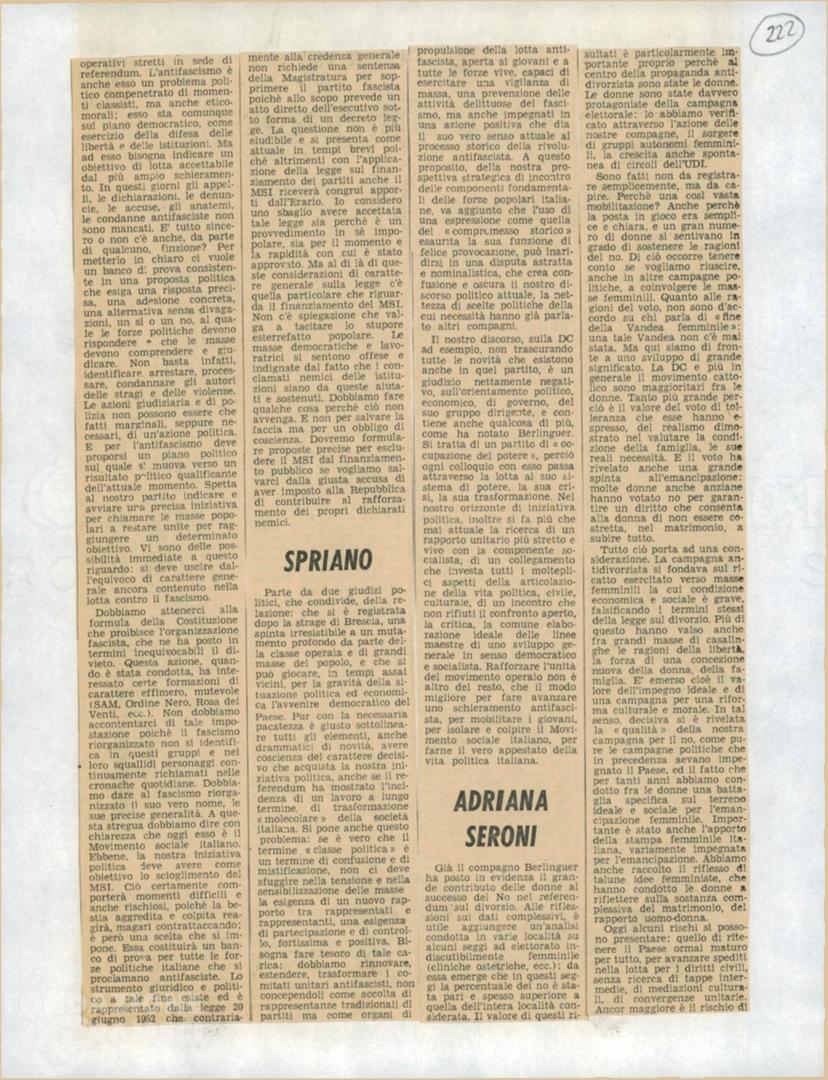 222
operativi stretti in sede di
referendum. L'antifascismo è
anche esso un problema poli-
tico compenetrato di momen-
ti classisti, ma anche etico-
morali; esso sta comunque
sul piano democratico, come
esercizio della difesa delle
libertà e delle istituzioni. Ma
ad esso bisogna indicare un
obiettivo di lotta accettabile
dal più ampio schieramen-
to. In questi giorni gli appel-
li, le dichiarazioni, le denun-
cie, le accuse, gli anatemi,
le condanne antifasciste non
sono mancati. E' tutto since-
ro o non c'è anche, da parte
di qualcuno, finzione? Per
metterlo in chiaro ci vuole
un banco di prova consisten-
te in una proposta politica
che esiga una risposta preci-
sa, una adesione concreta,
una alternativa senza divaga-
zioni, un sì o un no, al qua-
le le forze politiche devono
rispondere e che le masse
devono comprendere e giu-
dicare. Non basta infatti,
identificare, arrestare, proces-
sare, condannare gli autori
delle stragi e delle violenze.
Le azioni giudiziaria e di po-
lizia non possono essere che
fatti marginali, seppure ne-
cessari, di un'azione politica.
E per l'antifascismo deve
proporsi un piano politico
sul quale si muova verso un
risultato politico qualificante
dell'attuale momento. Spetta
al nostro partito indicare e
avviare una precisa iniziativa
per chiamare le masse popo-
lari a restare unite per rag-
giungere un determinato
obiettivo. Vi sono delle pos-
sibilità immediate a questo
riguardo: si deve uscire dal-
l'equivoco di carattere gene-
rale ancora contenuto nella
lotta contro il fascismo.
Dobbiamo attenerci alla
formula della Costituzione
che proibisce l'organizzazione
fascista, che ne ha posto in
termini inequivocabili il di-
vieto. Questa azione, quan-
do è stata condotta, ha inte-
ressato certe formazioni di
carattere effimero, mutevole
(SAM, Ordine Nero, Rosa dei
Venti, ecc.). Non dobbiamo
accontentarci di tale impo-
stazione poiché il fascismo
riorganizzato non si identifi-
ca in questi gruppi e nei
loro squallidi personaggi con-
tinuamente richiamati nelle
cronache quotidiane. Dobbia-
mo dare al fascismo riorga-
nizzato il suo vero nome, le
sue precise generalità. A que-
sta stregua dobbiamo dire con
chiarezza che oggi esso è il
Movimento sociale italiano.
Ebbene, la nostra iniziativa
politica deve avere come
obiettivo lo scioglimento del
MSI. Ciò certamente com-
porterà momenti difficili e
anche rischiosi, poiché la be-
stia aggredita e colpita rea-
girà, magari contrattaccando:
è però una scelta che si im-
pone. Essa costituirà un ban-
co di prova per tutte le for-
ze politiche italiane che si
proclamano antifasciste. Lo
strumento giuridico e politi-
co a tale fine esiste ed è
rappresentato dalla legge 20
giugno 1952 che contraria-
mente alla credenza generale
non richiede una sentenza
della Magistratura per sop-
primere il partito fascista
poiché allo scopo prevede un
atto diretto dell'esecutivo sot-
to forma di un decreto leg-
ge. La questione non è più
eludibile e si presenta come
attuale in tempi brevi poi-
ché altrimenti con l'applica-
zione della legge sul finan-
ziamento dei partiti anche il
MSI riceverà congrui appor-
ti dall'Erario. Io considero
uno sbaglio avere accettata
tale legge sia perchè è un
provvedimento in sè impo-
polare, sia per il momento e
la rapidità con cui è stato
approvato. Ma al di là di que-
ste considerazioni di caratte-
re generale sulla legge c'è
quella particolare che riguar-
da il finanziamento del MSI.
Non c'è spiegazione che val-
ga a tacitare lo stupore
esterrefatto popolare. Le
masse democratiche e lavo-
ratrici si sentono offese e
indignate dal fatto che i con-
clamati nemici delle istitu-
zioni siano da queste aiuta-
ti e sostenuti. Dobbiamo fare
qualche cosa perchè ciò non
avvenga. E non per salvare la
faccia ma per un obbligo di
coscienza. Dovremo formula-
re proposte precise per esclu-
dere il MSI dal finanziamen-
to pubblico se vogliamo sal-
varci dalla giusta accusa di
aver imposto alla Repubblica
di contribuire al rafforza-
mento dei propri dichiarati
nemici.
SPRIANO
Parte da due giudizi po-
litici, che condivide, della re-
lazione: che si è registrata
dopo la strage di Brescia, una
spinta irresistibile a un muta-
mento profondo da parte del-
la classe operaia e di grandi
masse del popolo, e che si
può giocare, in tempi assai
vicini, per la gravità della si-
tuazione politica ed economi-
ca l'avvenire democratico del
Paese. Pur con la necessaria
pacatezza è giusto sottolinea-
re tutti gli elementi, anche
drammatici di novità, avere
coscienza del carattere decisi-
vo che acquista la nostra ini-
ziativa politica, anche se il re-
ferendum ha mostrato l'inci-
denza di un lavoro a lungo
termine, di trasformazione
«molecolare» della società
italiana. Si pone anche questo
problema: se è vero che il
termine «classe politica» è
un termine di confusione e di
mistificazione, non ci deve
sfuggire nella tensione e nella
sensibilizzazione delle masse
la esigenza di un nuovo rap-
porto tra rappresentati e
rappresentanti, una esigenza
di partecipazione e di control-
lo, fortissima e positiva. Bi-
sogna fare tesoro di tale ca-
rica: dobbiamo rinnovare,
estendere, trasformare i co-
mitati unitari antifascisti, non
concependoli come accolta di
rappresentanze tradizionali di
partiti ma come organi di
propulsione della lotta anti-
fascista, aperta ai giovani e a
tutte le forze vive, capaci di
esercitare una vigilanza di
massa, una prevenzione delle
attività delittuose del fasci-
smo, ma anche impegnati in
una azione positiva che dia
il suo vero senso attuale al
processo storico della rivolu-
zione antifascista. A questo
proposito, della nostra pro-
spettiva strategica di incontro
delle componenti fondamenta-
li delle forze popolari italia-
ne, va aggiunto che l'uso di
una espressione come quella
del «compromesso storico»
esaurita la sua funzione di
felice provocazione, può inari-
dirsi in una disputa astratta
e nominalistica, che crea con-
fusione e oscura il nostro di-
scorso politico attuale, la net-
tezza di scelte politiche della
cui necessità hanno già parla-
to altri compagni.
Il nostro discorso, sulla DC
ad esempio, non trascurando
tutte le novità che esistono
anche in quel partito, è un
giudizio nettamente negati-
vo, sull'orientamento politico,
economico, di governo, del
suo gruppo dirigente, e con-
tiene anche qualcosa di più,
come ha notato Berlinguer.
Si tratta di un partito di «oc-
cupazione del potere», perciò
ogni colloquio con esso passa
attraverso la lotta al suo si-
stema di potere, la sua cri-
si, la sua trasformazione. Nel
nostro orizzonte di iniziativa
politica, inoltre si fa più che
mai attuale la ricerca di un
rapporto unitario più stretto e
vivo con la componente so-
cialista, di un collegamento
che investa tutti i moltepli-
ci aspetti della articolazio-
ne della vita politica, civile,
culturale, di un incontro che
non rifiuti il confronto aperto,
la critica, la comune elabo-
razione ideale delle linee
maestre di uno sviluppo ge-
nerale in senso democratico
e socialista. Rafforzare l'unità
del movimento operaio non è
altro del resto, che il modo
migliore per fare avanzare
uno schieramento antifasci-
sta, per mobilitare i giovani,
per isolare e colpire il Movi-
mento sociale italiano, per
farne il vero appestato della
vita politica italiana.
ADRIANA
SERONI
Già il compagno Berlinguer
ha posto in evidenza il gran-
de contributo delle donne al
successo dei No nel referen-
dum sul divorzio. Alle rifles-
sioni sui dati complessivi, è
utile aggiungere un'analisi
condotta in varie località su
alcuni seggi ad elettorato in-
discutibilmente femminile
(cliniche ostetriche, ecc.): da
essa emerge che in questi seg-
gi la percentuale dei no è sta-
ta pari e spesso superiore a
quella dell'intera località con-
siderata. Il valore di questi ri-
sultati è particolarmente im-
portante proprio perchè al
centro della propaganda anti-
divorzista sono state le donne.
Le donne sono state davvero
protagoniste della campagna
elettorale: lo abbiamo verifi-
cato attraverso l'azione delle
nostre compagne, il sorgere
di gruppi autonomi femmini-
li, la crescita anche sponta-
nea di circoli dell'UDI.
Sono fatti non da registra-
re semplicemente, ma da ca-
pire. Perchè una così vasta
mobilitazione? Anche perchè
la posta in gioco era sempli-
ce e chiara, e un gran nume-
ro di donne si sentivano in
grado di sostenere le ragioni
del no. Di ciò occorre tenere
conto se vogliamo riuscire,
anche in altre campagne po-
litiche, a coinvolgere le mas-
se femminili. Quanto alle ra-
gioni del voto, non sono d'ac-
cordo su chi parla di «fine
della Vandea femminile»:
una tale Vandea non c'è mai
stata. Ma qui siamo di fron-
te a uno sviluppo di grande
significato. La DC e più in
generale il movimento catto-
lico sono maggioritari fra le
donne. Tanto più grande per-
ciò è il valore del voto di tol-
leranza che esse hanno e-
spresso, del realismo dimo-
strato nel valutare la condi-
zione della famiglia, le sue
reali necessità. E il voto ha
rivelato anche una grande
spinta all'emancipazione:
molte donne anche anziane
hanno votato no per garan-
tire un diritto che consenta
alla donna di non essere co-
stretta, nel matrimonio, a
subire tutto.
Tutto ciò porta ad una con-
siderazione. La campagna an-
tidivorzista si fondava sul ri-
catto esercitato verso masse
femminili la cui condizione
economica e sociale è grave,
falsificando i termini stessi
della legge sul divorzio. Più di
questo hanno valso anche
fra grandi masse di casalin-
ghe le ragioni della libertà,
la forza di una concezione
nuova della donna, della fa-
miglia. E' emerso cioè il va-
lore dell'impegno ideale e di
una campagna per una rifor-
ma culturale e morale. In tal
senso, decisiva si è rivelata
la «qualità» della nostra
campagna per il no, come pu-
re le campagne politiche che
in precedenza aevano impe-
gnato il Paese, ed il fatto che
per tanti anni abbiamo con-
dotto fra le donne una batta-
glia specifica sul terreno
ideale e sociale per l'eman-
cipazione femminile. Impor-
tante è stato anche l'apporto
della stampa femminile ita-
liana, variamente impegnata
per l'emancipazione. Abbiamo
anche raccolto il riflesso di
talune idee femministe, che
hanno condotto le donne a
riflettere sulla sostanza com-
plessiva del matrimonio, del
rapporto uomo-donna.
Oggi alcuni rischi si posso-
no presentare: quello di rite-
nere il Paese ormai maturo
per tutto, per avanzare spediti
nella lotta per i diritti civili,
senza ricerca di tappe inter-
medie, di mediazioni cultura-
li, di convergenze unitarie.
Ancor maggiore è il rischio di